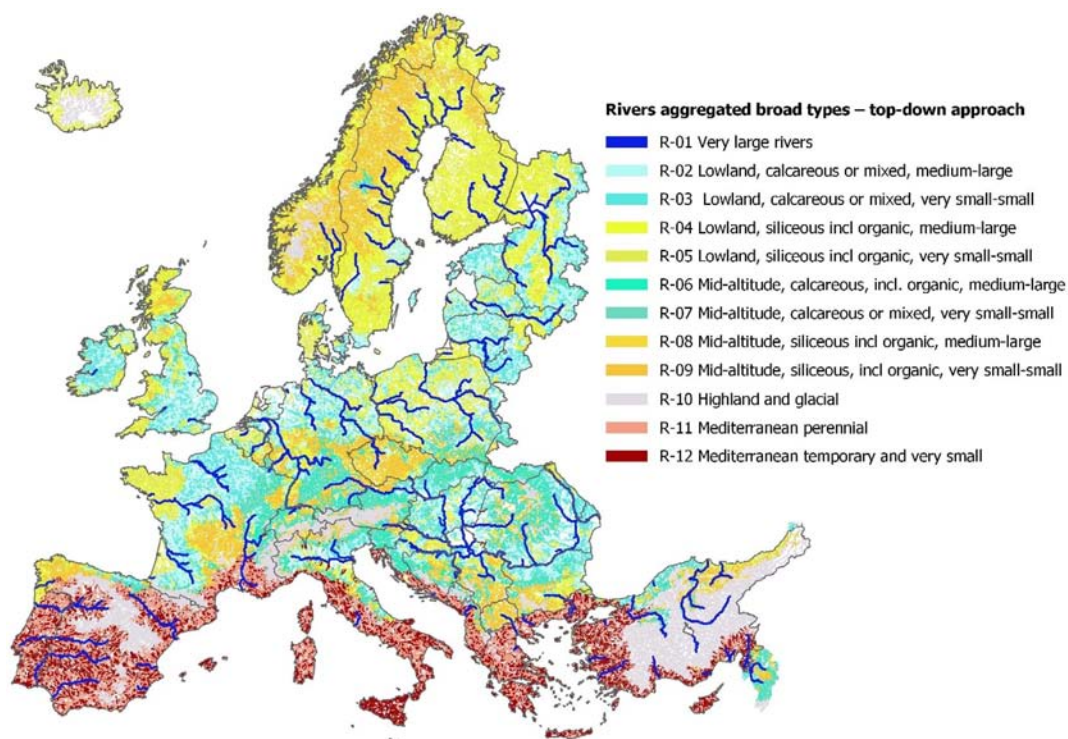 Rivers aggregated broad types – top-down approach
R-01 Very large rivers
R-02 Lowland, calcareous or mixed, medium-large
R-03 Lowland, calcareous or mixed, very small-small
R-04 Lowland, siliceous incl organic, medium-large
R-05 Lowland, siliceous incl organic, very small-small
R-06 Mid-altitude, calcareous, incl. organic, medium-large
R-07 Mid-altitude, calcareous or mixed, very small-small
R-08 Mid-altitude, siliceous incl organic, medium-large
R-09 Mid-altitude, siliceous, incl organic, very small-small
R-10 Highland and glacial
R-11 Mediterranean perennial
R-12 Mediterranean temporary and very small